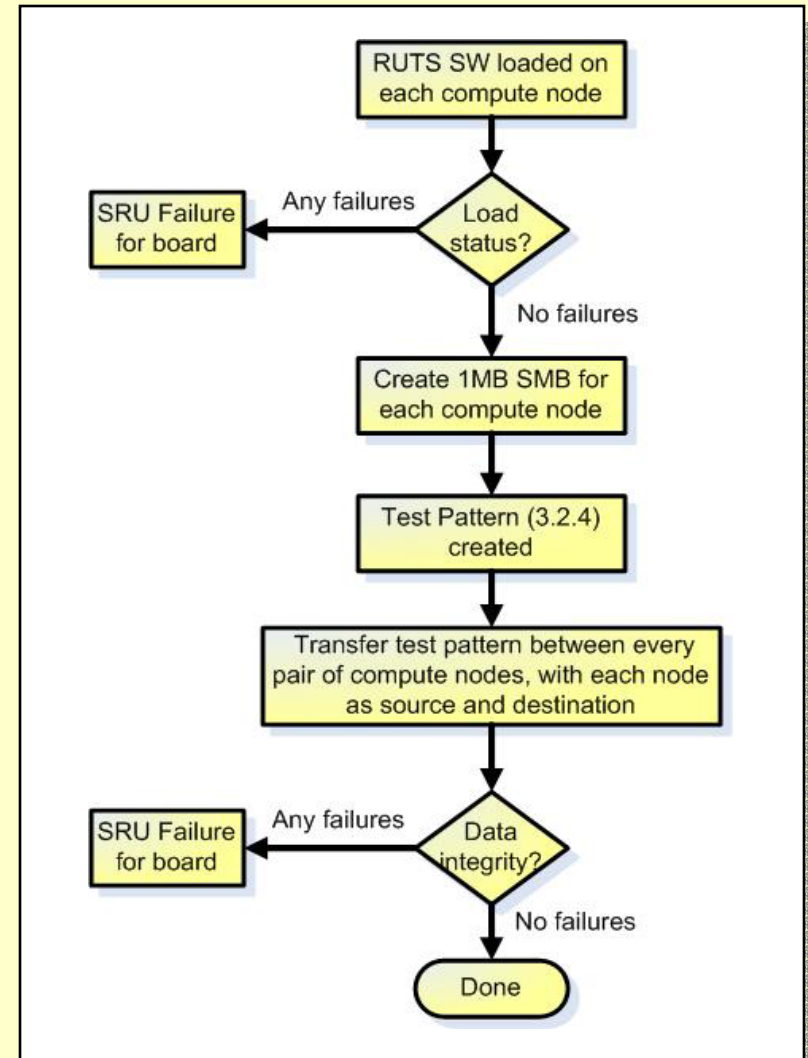 RUTS SW loaded on
each compute node
Any failures
SRU Failure
for board
Load
status?
No failures
Create 1MB SMB for
each compute node
Test Pattern (3.2.4)
created
Transfer test pattern between every
pair of compute nodes, with each node
as source and destination
Any failures
SRU Failure
for board
Data
integrity?
No failures
Done